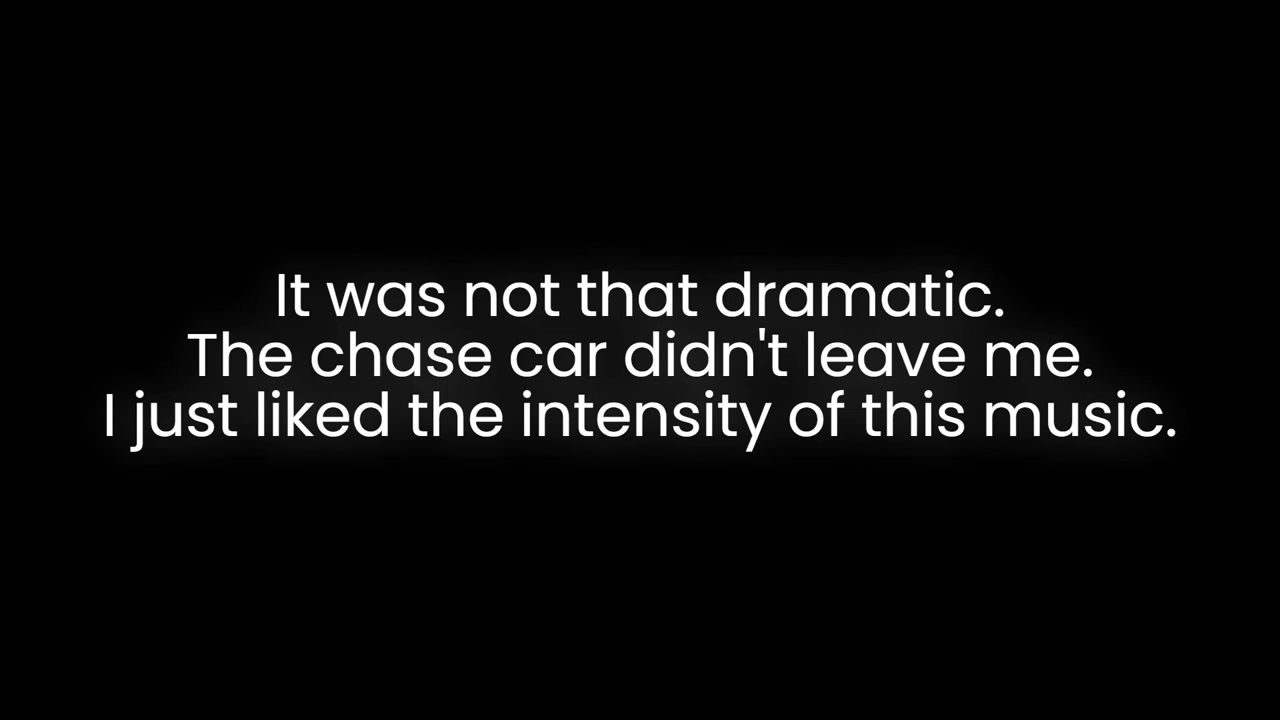 It was not that dramatic.
The chase car didn't leave me.
I just liked the intensity of this music.